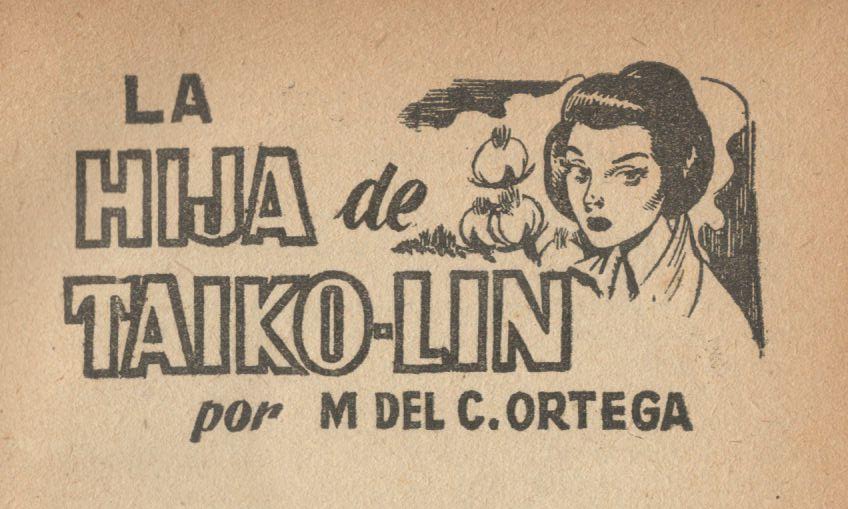 LA
HIJA de
TAIKO-LIN
por M DEL C. ORTEGA